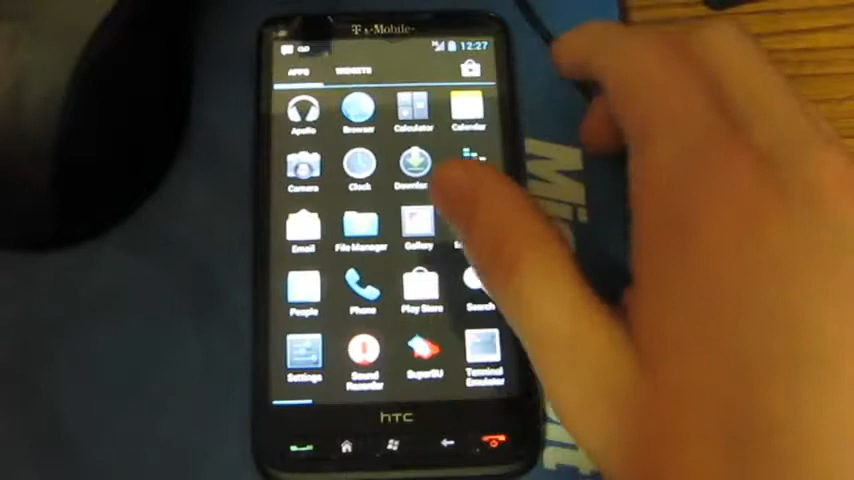 T··Mobile·
12:27
APPS WIDGETS
Apollo Browser Calculator Calendar
Camera Clock
Email File Manager Gallery
People Phone Play Store Search
Settings Sound Recorder SuperSU Terminal Emulator
hTC